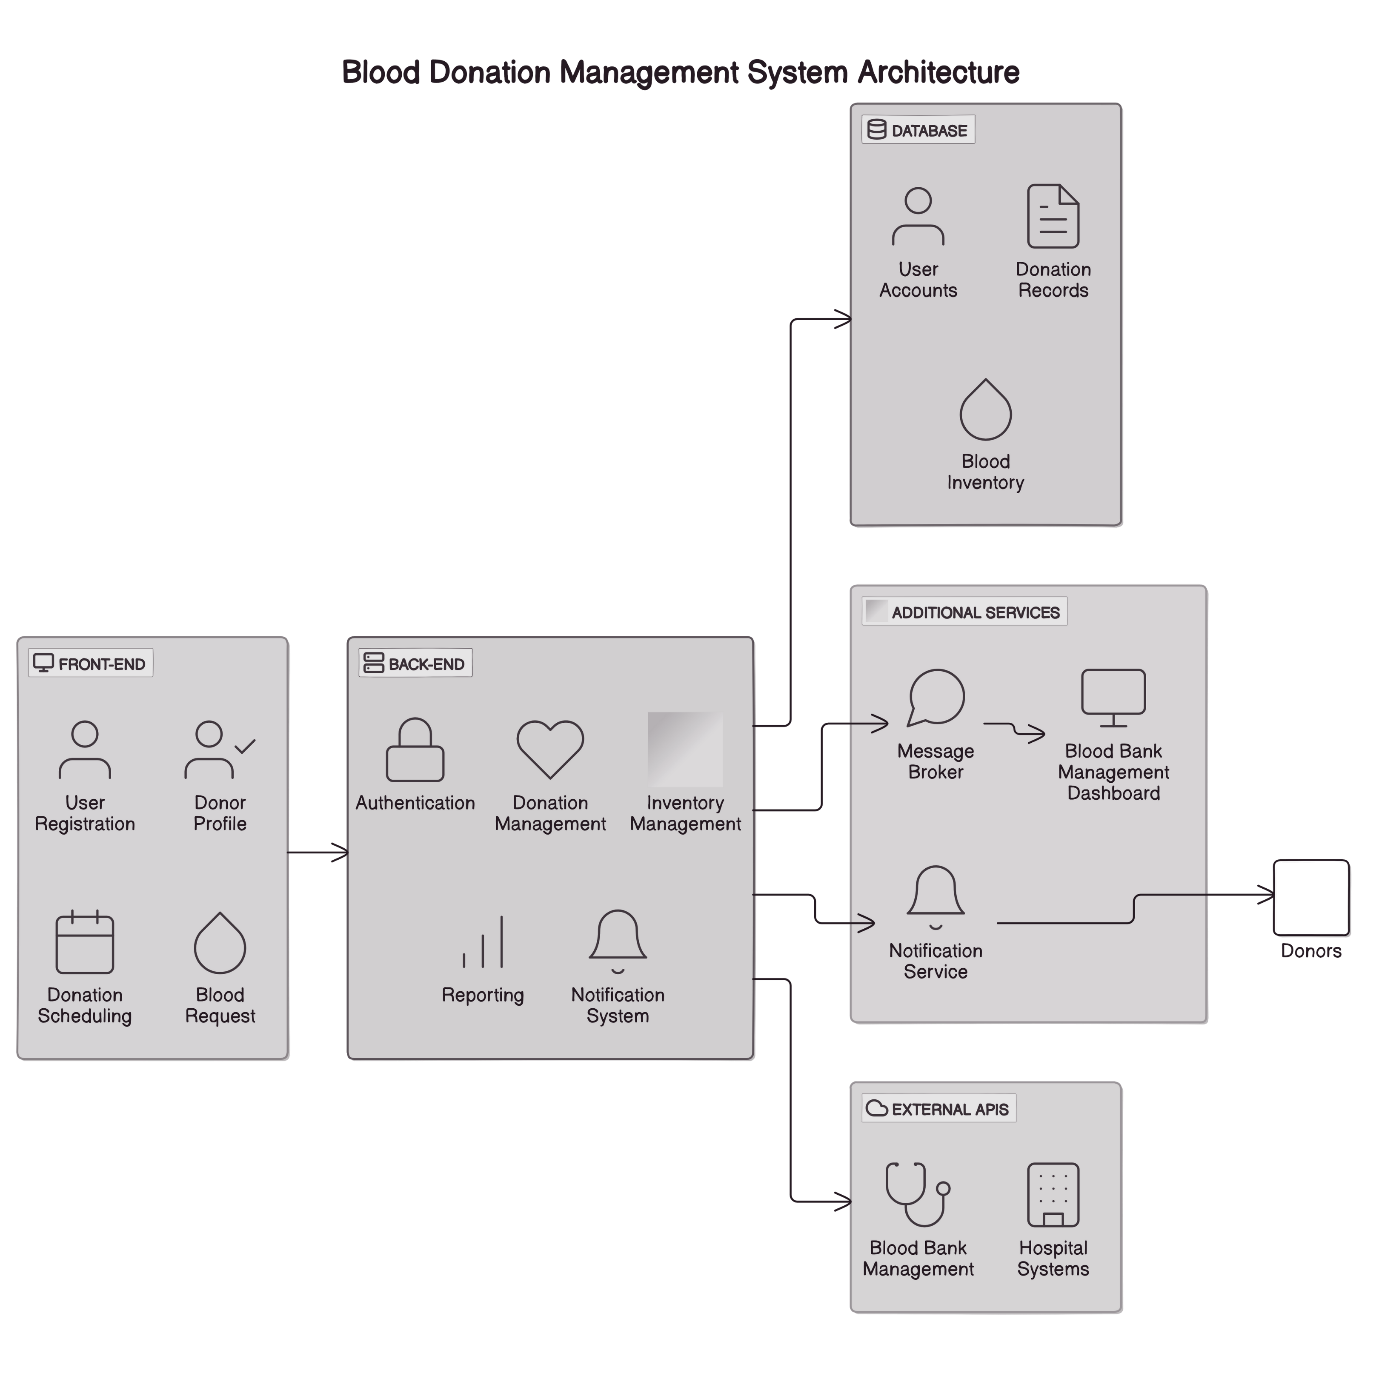 Blood Donation Management System Architecture
DATABASE
User
Accounts
Donation
Records
Blood
Inventory
FRONT-END
User
Registration
Donor
Profile
Donation
Scheduling
Blood
Request
BACK-END
Authentication
Donation
Management
Inventory
Management
Reporting
Notification
System
ADDITIONAL SERVICES
Message
Broker
Blood Bank
Management
Dashboard
Notification
Service
Donors
EXTERNAL APIS
Blood Bank
Management
Hospital
Systems